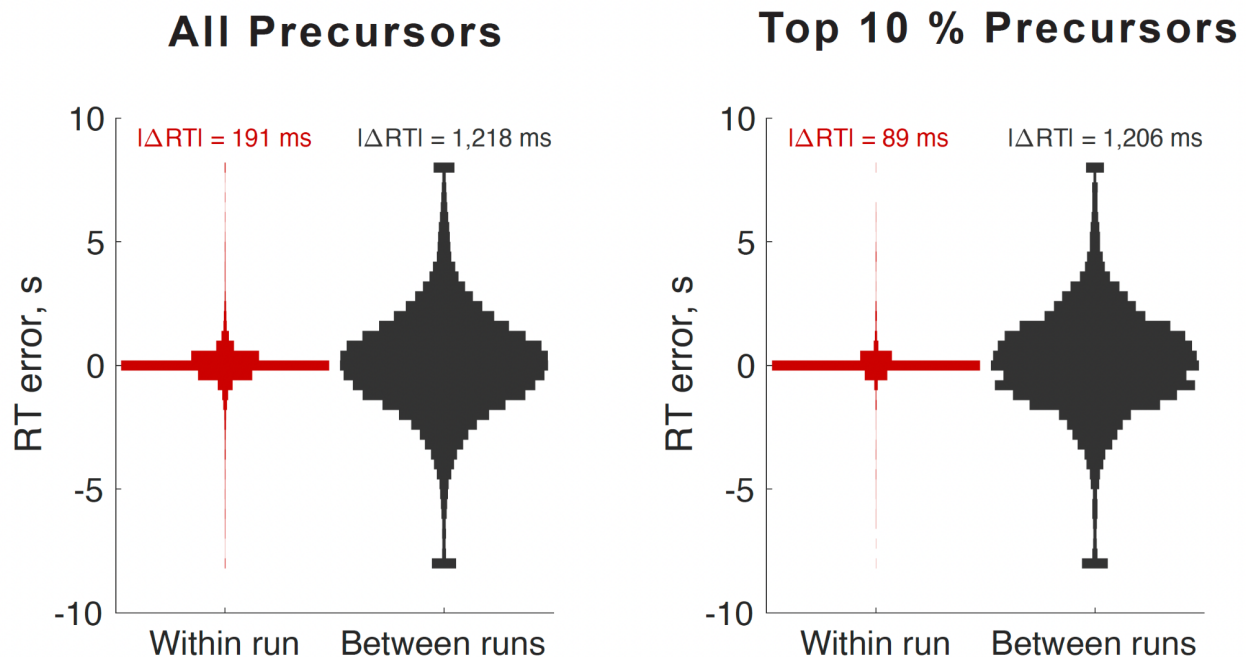 All Precursors
10
5
0
-5
-10
RT error, s
|ΔRT| = 191 ms
|ΔRT| = 1,218 ms
Within run
Between runs
Top 10 % Precursors
10
5
0
-5
-10
RT error, s
|ΔRT| = 89 ms
|ΔRT| = 1,206 ms
Within run
Between runs